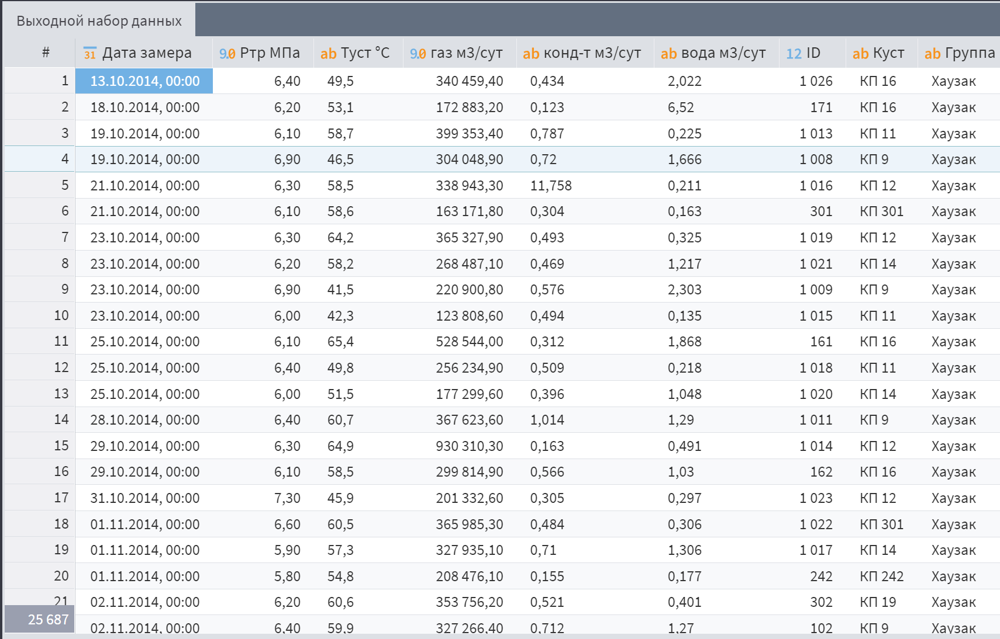 Выходной набор данных
# 31 Дата замера 9.0 Ртр МПа ab Туст °С 9.0 газ м3/сут ab конд-т м3/сут ab вода м3/сут 12 ID ab Куст ab Группа
1 13.10.2014, 00:00 6,40 49,5 340 459,40 0,434 2,022 1 026 КП 16 Хаузак
2 18.10.2014, 00:00 6,20 53,1 172 883,20 0,123 6,52 171 КП 16 Хаузак
3 19.10.2014, 00:00 6,10 58,7 399 353,40 0,787 0,225 1 013 КП 11 Хаузак
4 19.10.2014, 00:00 6,90 46,5 304 048,90 0,72 1,666 1 008 КП 9 Хаузак
5 21.10.2014, 00:00 6,30 58,5 338 943,30 11,758 0,211 1 016 КП 12 Хаузак
6 21.10.2014, 00:00 6,10 58,6 163 171,80 0,304 0,163 301 КП 301 Хаузак
7 23.10.2014, 00:00 6,30 64,2 365 327,90 0,493 0,325 1 019 КП 12 Хаузак
8 23.10.2014, 00:00 6,20 58,2 268 487,10 0,469 1,217 1 021 КП 14 Хаузак
9 23.10.2014, 00:00 6,90 41,5 220 900,80 0,576 2,303 1 009 КП 9 Хаузак
10 23.10.2014, 00:00 6,00 42,3 123 808,60 0,494 0,135 1 015 КП 11 Хаузак
11 25.10.2014, 00:00 6,10 65,4 528 544,00 0,312 1,868 161 КП 16 Хаузак
12 25.10.2014, 00:00 6,40 49,8 256 234,90 0,509 0,218 1 018 КП 11 Хаузак
13 25.10.2014, 00:00 6,00 51,5 177 299,60 0,396 1,048 1 020 КП 14 Хаузак
14 28.10.2014, 00:00 6,40 60,7 367 623,60 1,014 1,29 1 011 КП 9 Хаузак
15 29.10.2014, 00:00 6,30 64,9 930 310,30 0,163 0,491 1 014 КП 12 Хаузак
16 29.10.2014, 00:00 6,10 58,5 299 814,90 0,566 1,03 162 КП 16 Хаузак
17 31.10.2014, 00:00 7,30 45,9 201 332,60 0,305 0,297 1 023 КП 12 Хаузак
18 01.11.2014, 00:00 6,60 60,5 365 985,30 0,484 0,306 1 022 КП 301 Хаузак
19 01.11.2014, 00:00 5,90 57,3 327 935,10 0,71 1,306 1 017 КП 14 Хаузак
20 01.11.2014, 00:00 5,80 54,8 208 476,10 0,155 0,177 242 КП 242 Хаузак
21 02.11.2014, 00:00 6,20 60,6 353 756,20 0,521 0,401 302 КП 19 Хаузак
25 687 02.11.2014, 00:00 6,40 59,9 327 266,40 0,712 1,27 102 КП 9 Хаузак